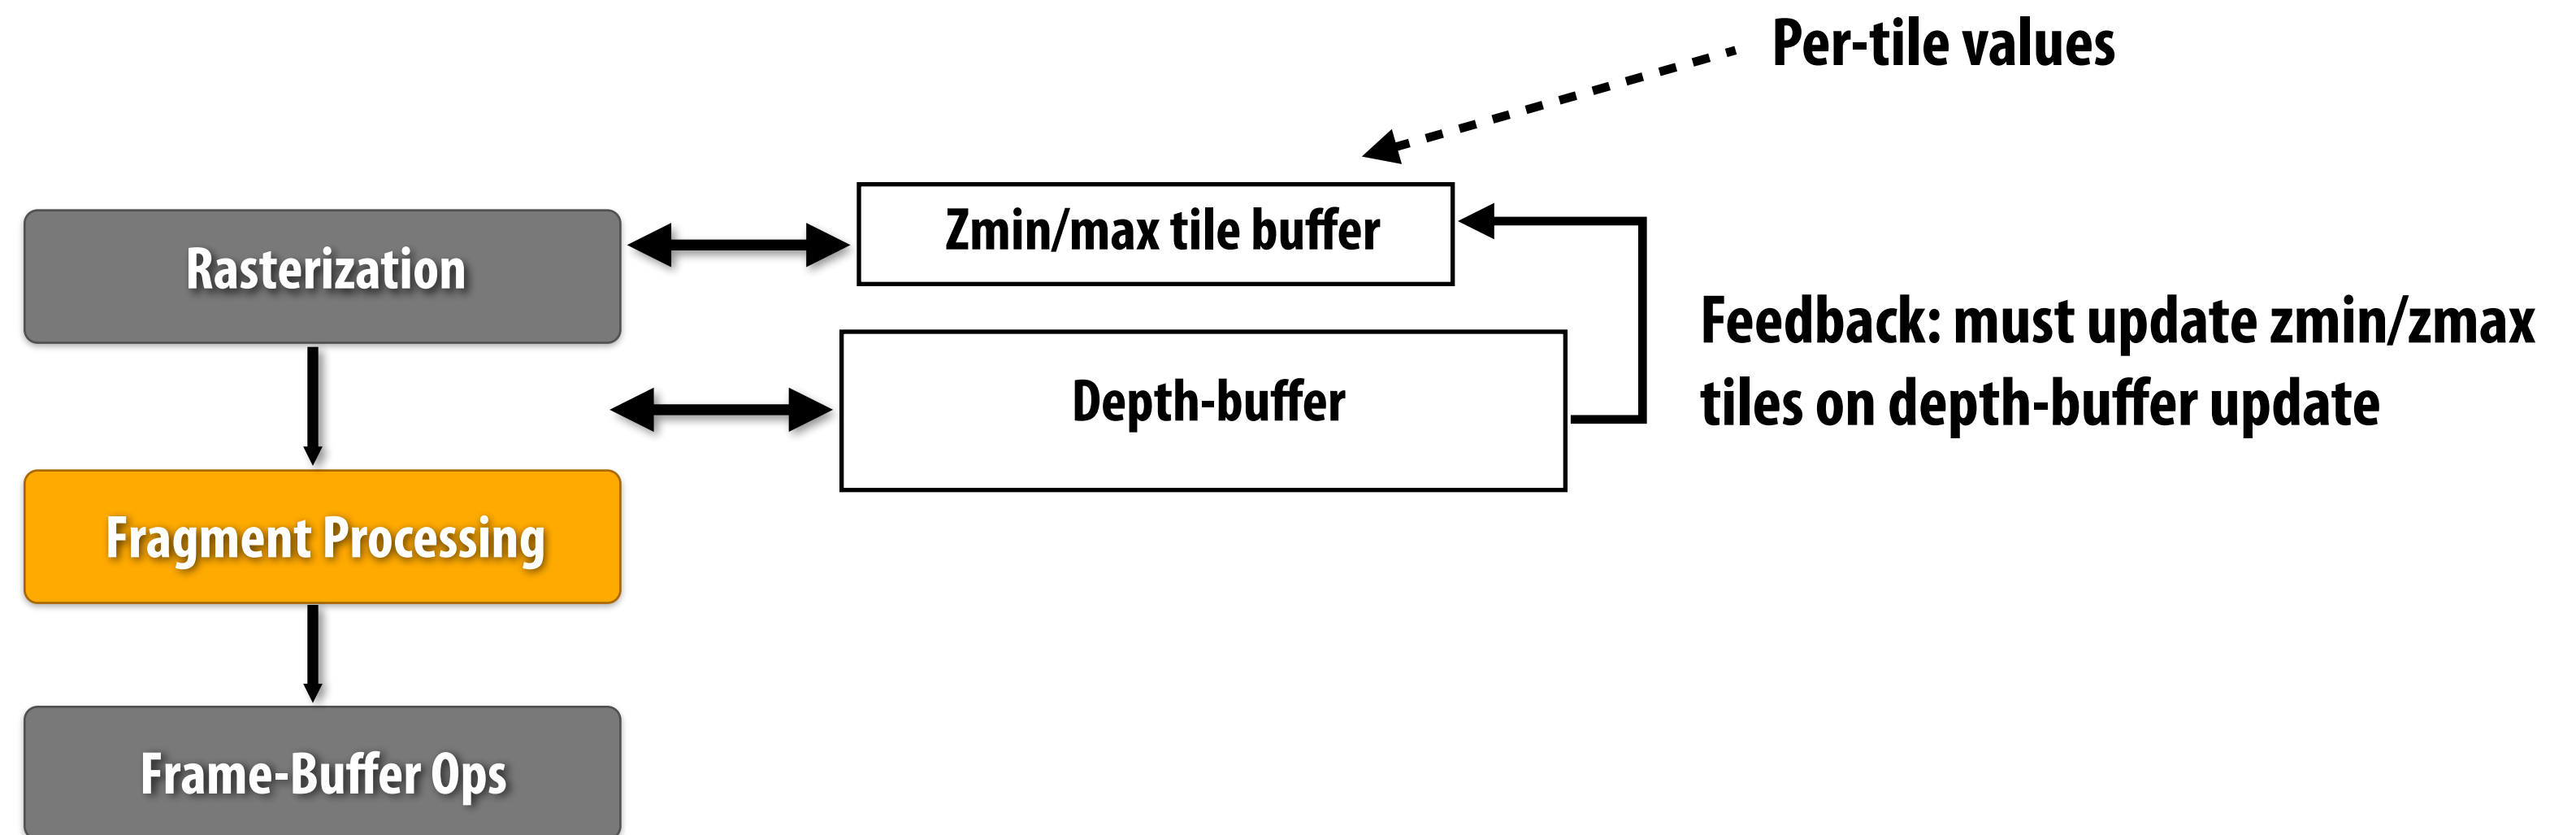 Per-tile values
Zmin/max tile buffer
Rasterization
Feedback: must update zmin/zmax
tiles on depth-buffer update
Depth-buffer
Fragment Processing
Frame-Buffer Ops